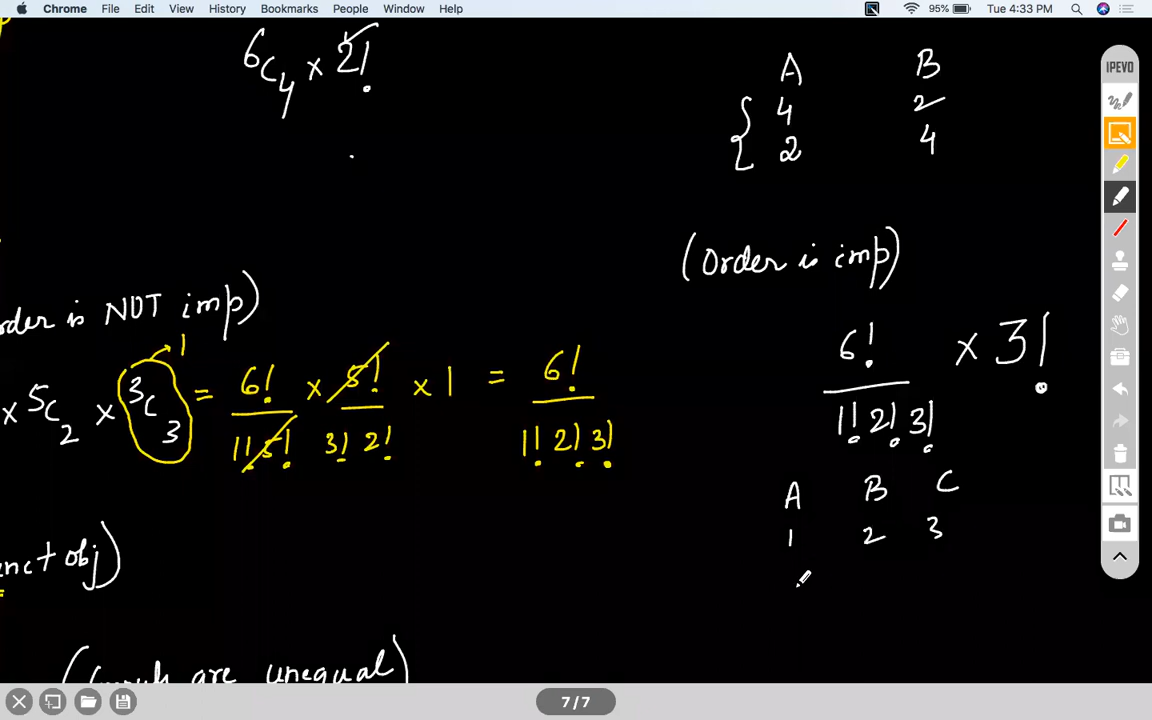 Chrome File Edit View History Bookmarks People Window Help 95% Tue 4:33 PM
IPEVO
6C4 × 2!
A B
4 2
2 4
(Order is imp)
rder is NOT imp)
6!/1! 2! 3! × 3!
× 5C2 × 3C3 → 1 = 6!/1! 5! × 5!/3! 2! × 1 = 6!/1! 2! 3!
A B C
1 2 3
nct obj)
are unequal)
7/7